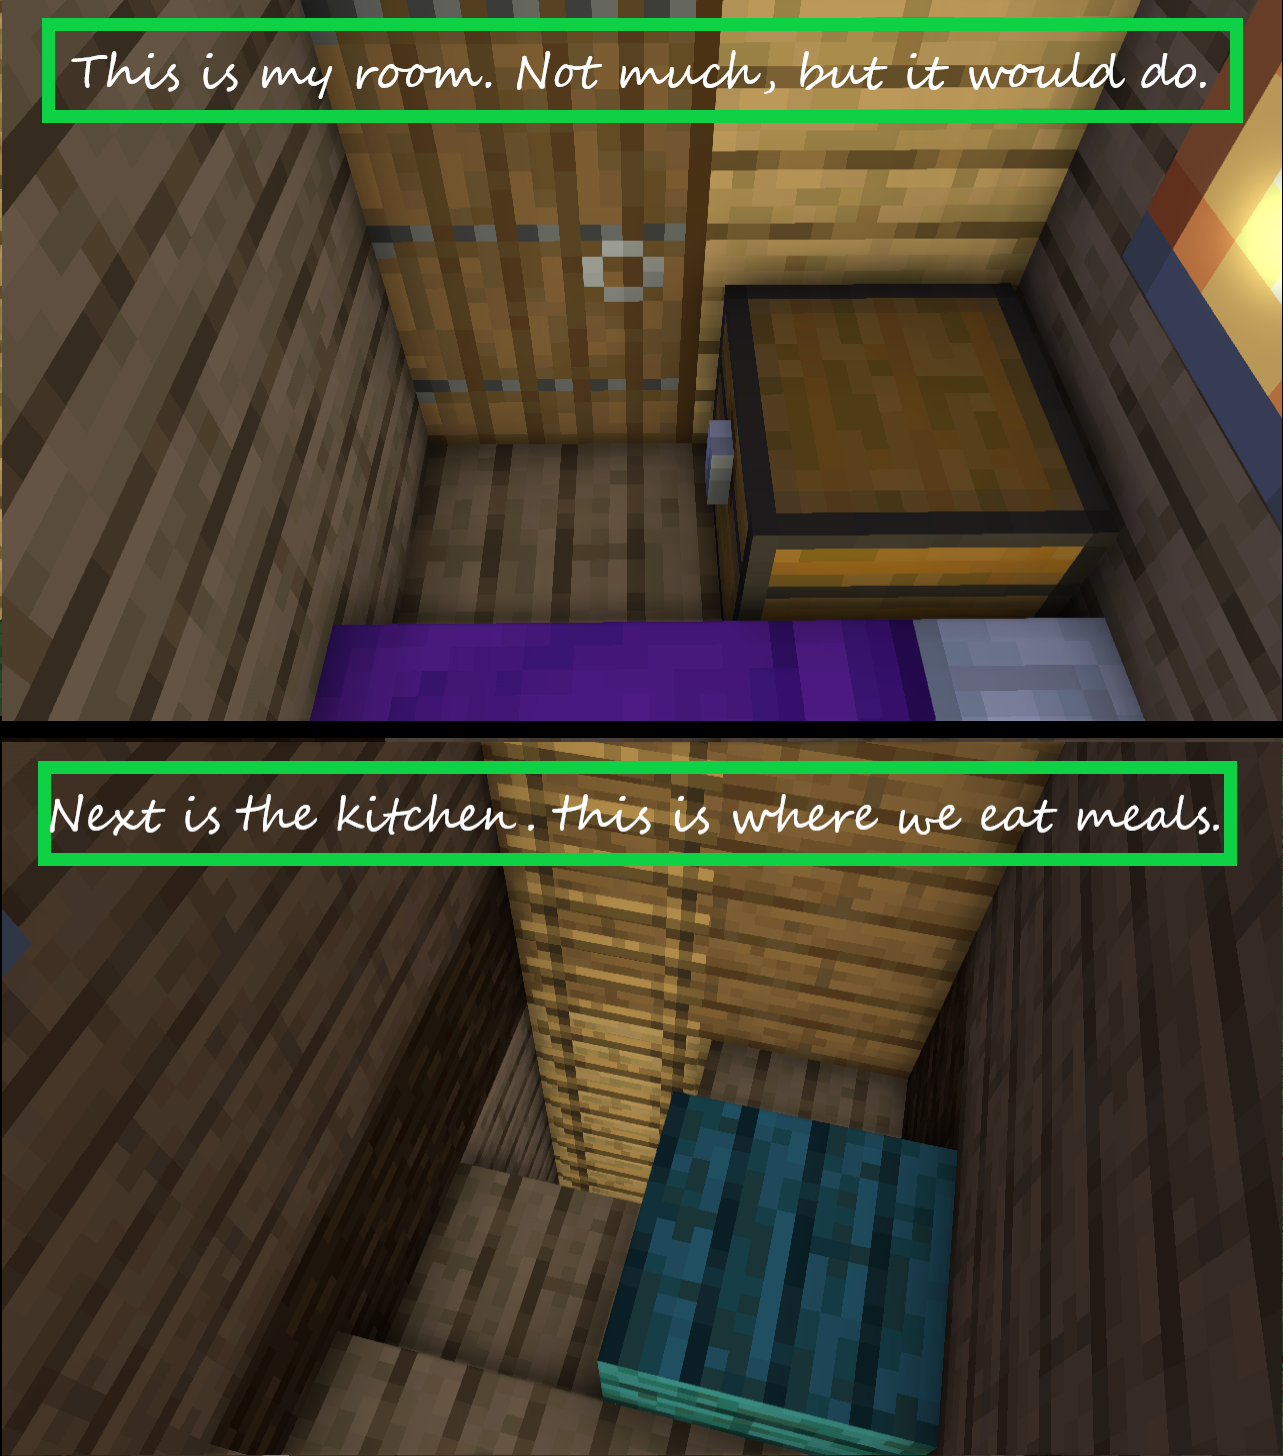 This is my room. Not much, but it would do.
Next is the kitchen. this is where we eat meals.